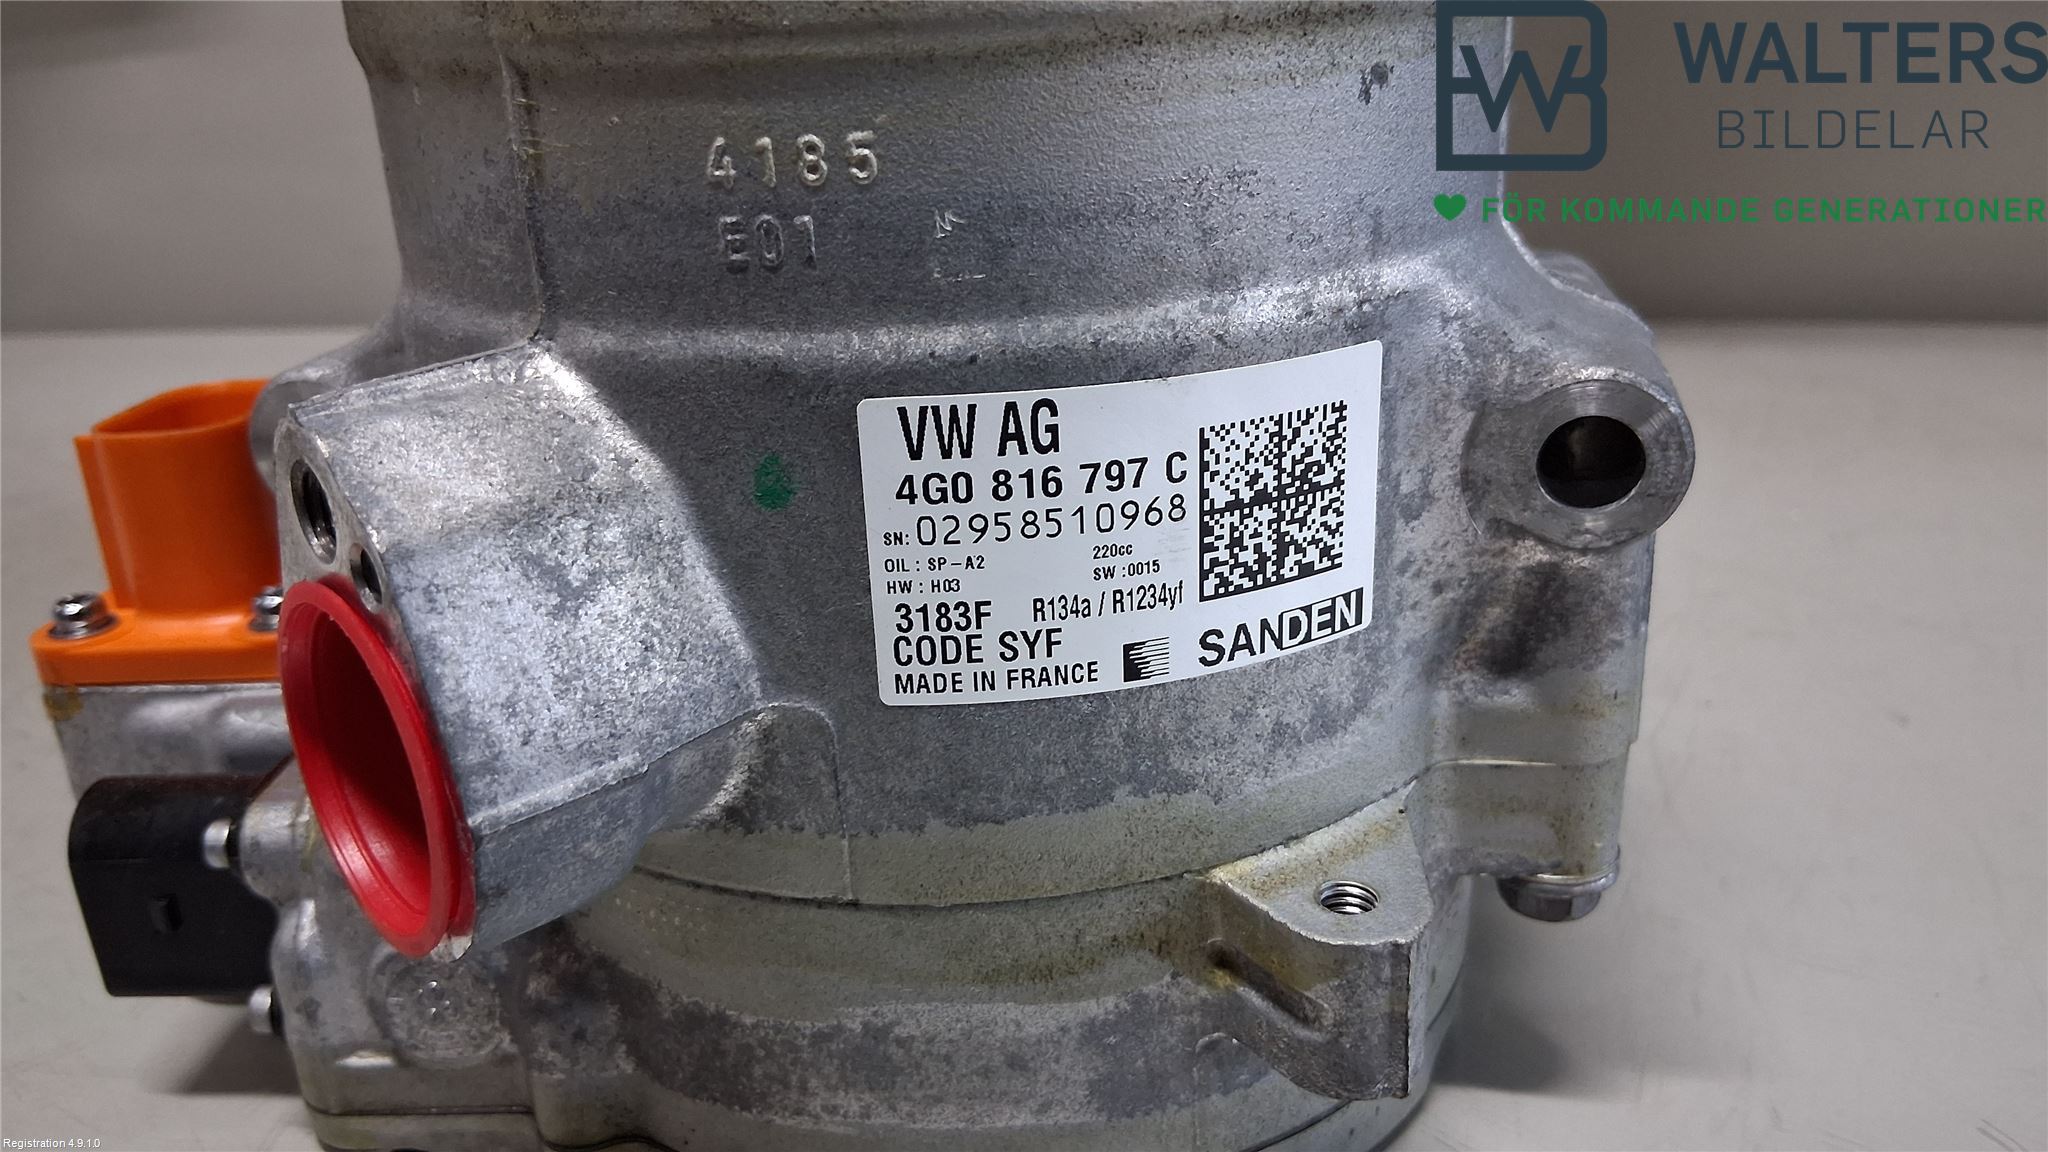 WALTERS
BILDELAR
FÖR KOMMANDE GENERATIONER
4185
E01
VW AG
4G0 816 797 C
SN: 02958510968
OIL : SP-A2 220cc
HW : H03 SW :0015
3183F R134a / R1234yf
CODE SYF
MADE IN FRANCE SANDEN
Registration 4.9.1.0